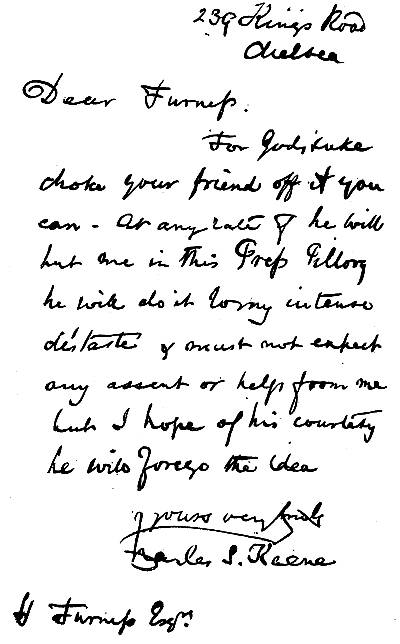 239 King's Road
Chelsea
Dear Furniss.
For God's sake
choke your friend off if you
can - At any rate if he will
put me in this Press Pillory
he will do it to my intense
distaste & must not expect
any assent or help from me
but I hope of his courtesy
he will forego the idea
yours very truly
Charles S. Keene
H Furniss Esqre